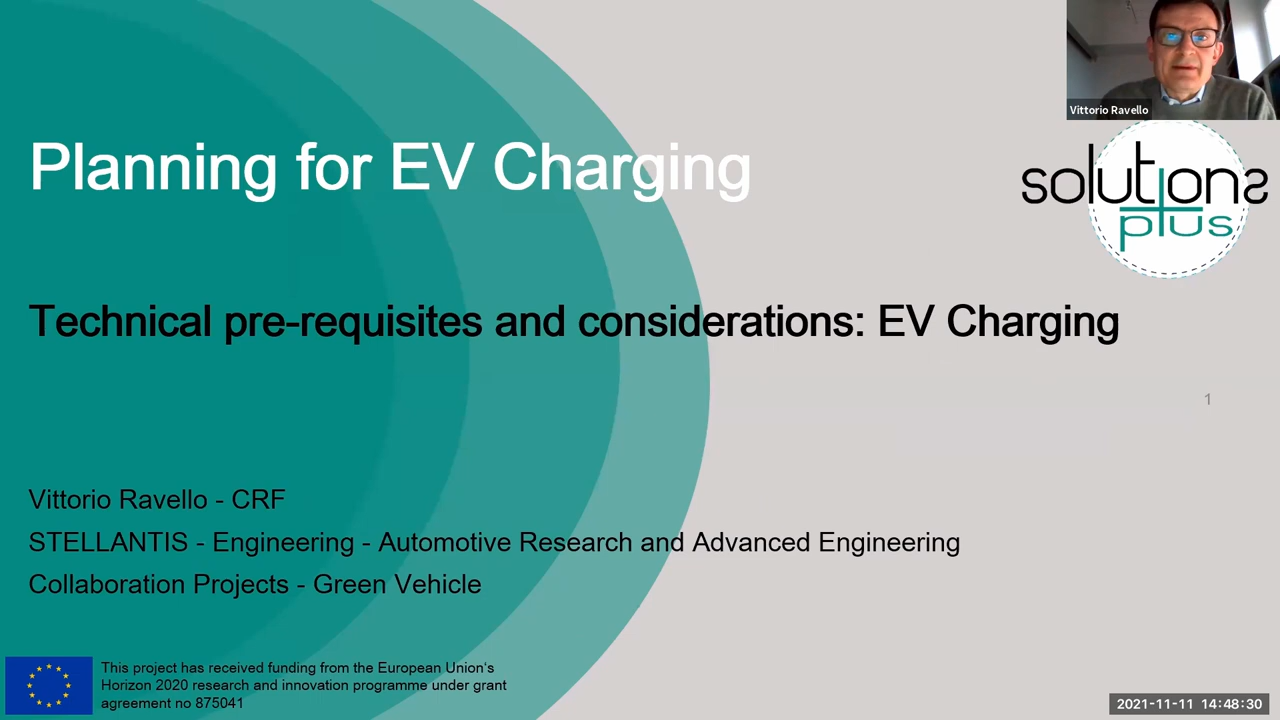 Vittorio Ravello
solutions
plus
Planning for EV Charging
Technical pre-requisites and considerations: EV Charging
1
Vittorio Ravello - CRF
STELLANTIS - Engineering - Automotive Research and Advanced Engineering
Collaboration Projects - Green Vehicle
This project has received funding from the European Union's
Horizon 2020 research and innovation programme under grant
agreement no 875041
2021-11-11 14:48:30